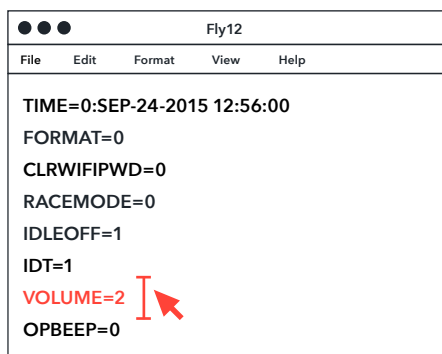 Fly12
File Edit Format View Help
TIME=0:SEP-24-2015 12:56:00
FORMAT=0
CLRWIFIPWD=0
RACEMODE=0
IDLEOFF=1
IDT=1
VOLUME=2
OPBEEP=0